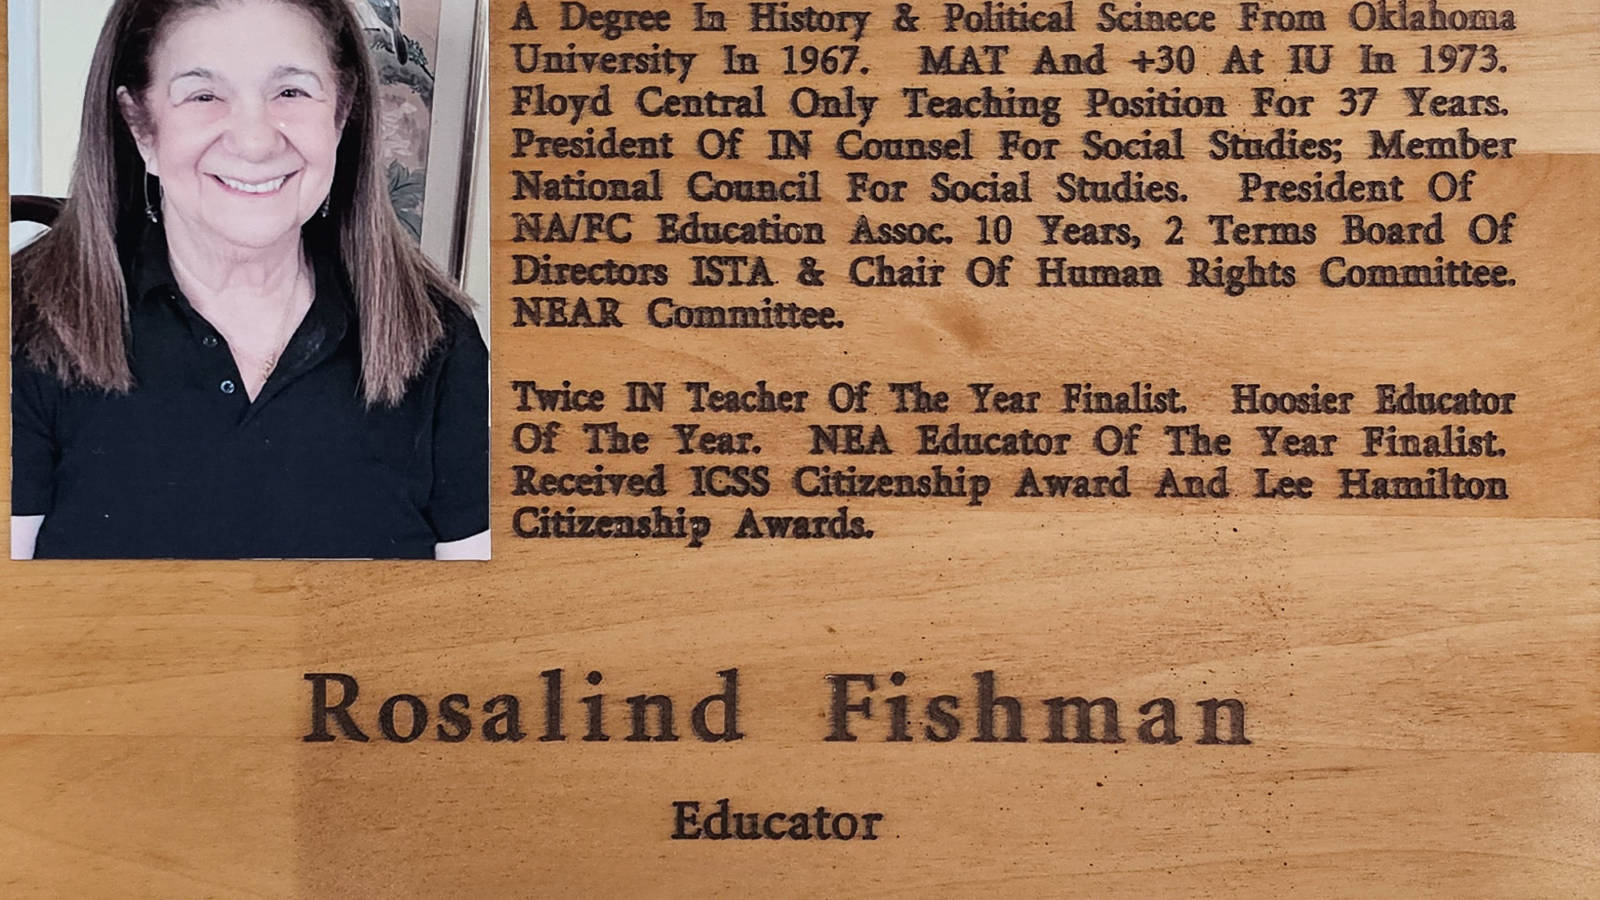 A Degree In History & Political Scinece From Oklahoma
University In 1967. MAT And +30 At IU In 1973.
Floyd Central Only Teaching Position For 37 Years.
President Of IN Counsel For Social Studies; Member
National Council For Social Studies. President Of
NA/FC Education Assoc. 10 Years, 2 Terms Board Of
Directors ISTA & Chair Of Human Rights Committee.
NEAR Committee.
Twice IN Teacher Of The Year Finalist. Hoosier Educator
Of The Year. NEA Educator Of The Year Finalist.
Received ICSS Citizenship Award And Lee Hamilton
Citizenship Awards.
Rosalind Fishman
Educator